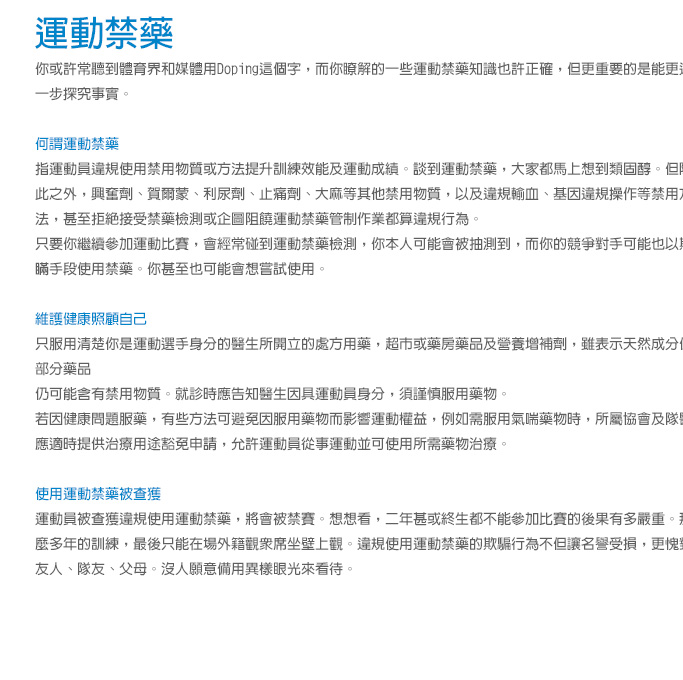 運動禁藥
你或許常聽到體育界和媒體用Doping這個字，而你瞭解的一些運動禁藥知識也許正確，但更重要的是能更
一步探究事實。
何謂運動禁藥
指運動員違規使用禁用物質或方法提升訓練效能及運動成績。談到運動禁藥，大家都馬上想到類固醇。但
此之外，興奮劑、賀爾蒙、利尿劑、止痛劑、大麻等其他禁用物質，以及違規輸血、基因違規操作等禁用
法，甚至拒絕接受禁藥檢測或企圖阻饒運動禁藥管制作業都算違規行為。
只要你繼續參加運動比賽，會經常碰到運動禁藥檢測，你本人可能會被抽測到，而你的競爭對手可能也以
瞞手段使用禁藥。你甚至也可能會想嘗試使用。
維護健康照顧自己
只服用清楚你是運動選手身分的醫生所開立的處方用藥，超市或藥房藥品及營養增補劑，雖表示天然成分
部分藥品
仍可能含有禁用物質。就診時應告知醫生因具運動員身分，須謹慎服用藥物。
若因健康問題服藥，有些方法可避免因服用藥物而影響運動權益，例如需服用氣喘藥物時，所屬協會及隊
應適時提供治療用途豁免申請，允許運動員從事運動並可使用所需藥物治療。
使用運動禁藥被查獲
運動員被查獲違規使用運動禁藥，將會被禁賽。想想看，二年甚或終生都不能參加比賽的後果有多嚴重。
麼多年的訓練，最後只能在場外籍觀衆席坐壁上觀。違規使用運動禁藥的欺騙行為不但讓名譽受損，更愧
友人、隊友、父母。沒人願意備用異樣眼光來看待。